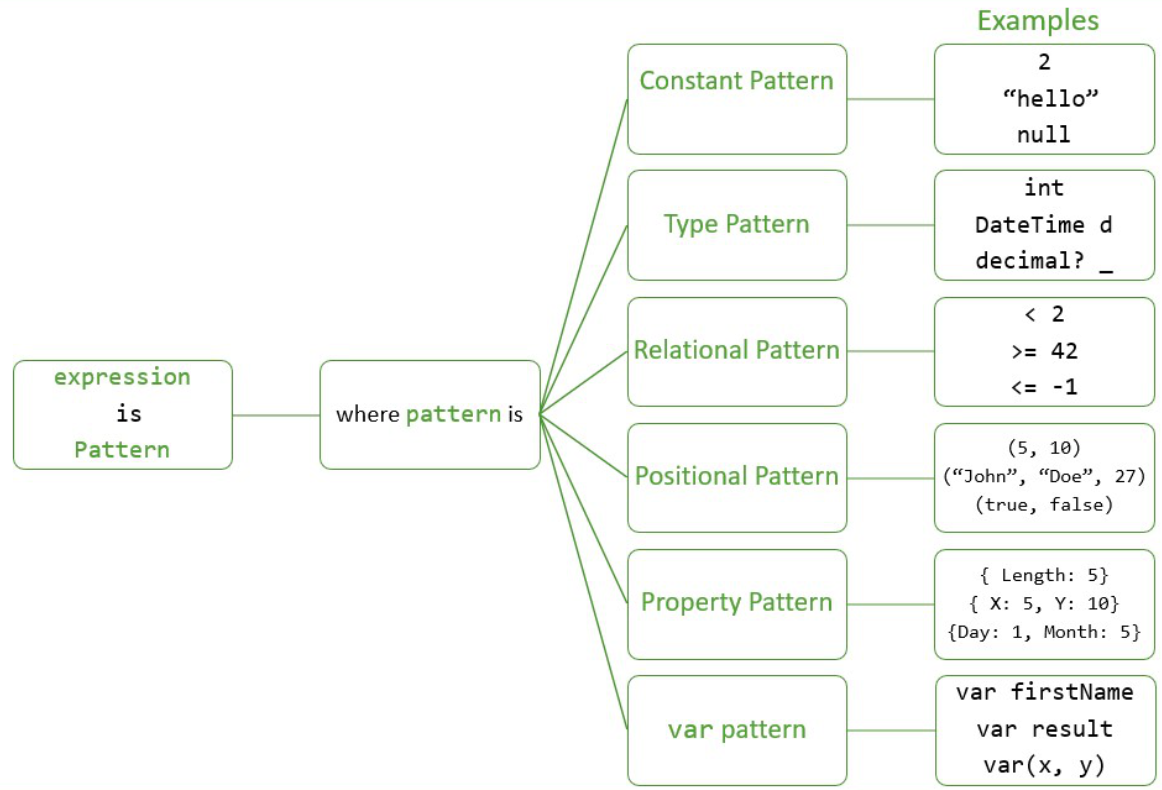 Examples
expression
is
Pattern
where pattern is
Constant Pattern
2
“hello”
null
Type Pattern
int
DateTime d
decimal? _
Relational Pattern
< 2
>= 42
<= -1
Positional Pattern
(5, 10)
(“John”, “Doe”, 27)
(true, false)
Property Pattern
{ Length: 5}
{ X: 5, Y: 10}
{Day: 1, Month: 5}
var pattern
var firstName
var result
var(x, y)